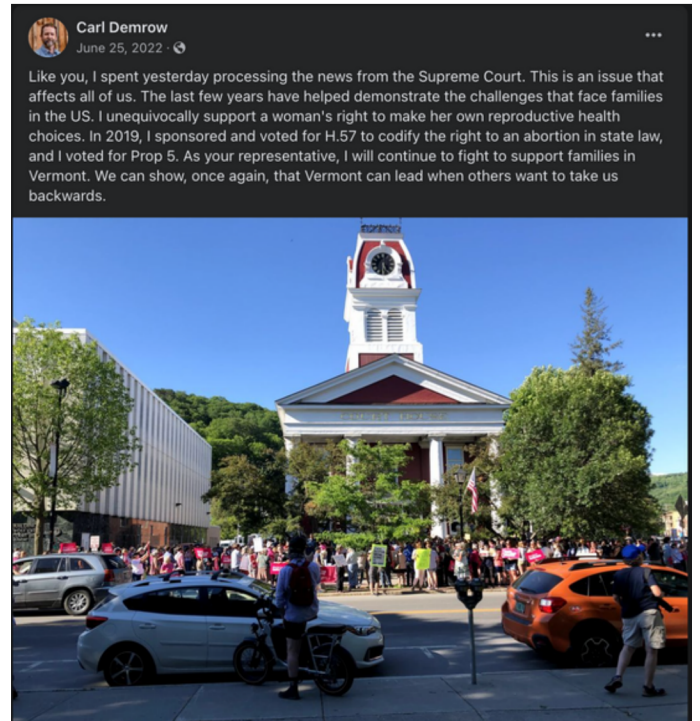 Carl Demrow
June 25, 2022 ·
Like you, I spent yesterday processing the news from the Supreme Court. This is an issue that
affects all of us. The last few years have helped demonstrate the challenges that face families
in the US. I unequivocally support a woman's right to make her own reproductive health
choices. In 2019, I sponsored and voted for H.57 to codify the right to an abortion in state law,
and I voted for Prop 5. As your representative, I will continue to fight to support families in
Vermont. We can show, once again, that Vermont can lead when others want to take us
backwards.